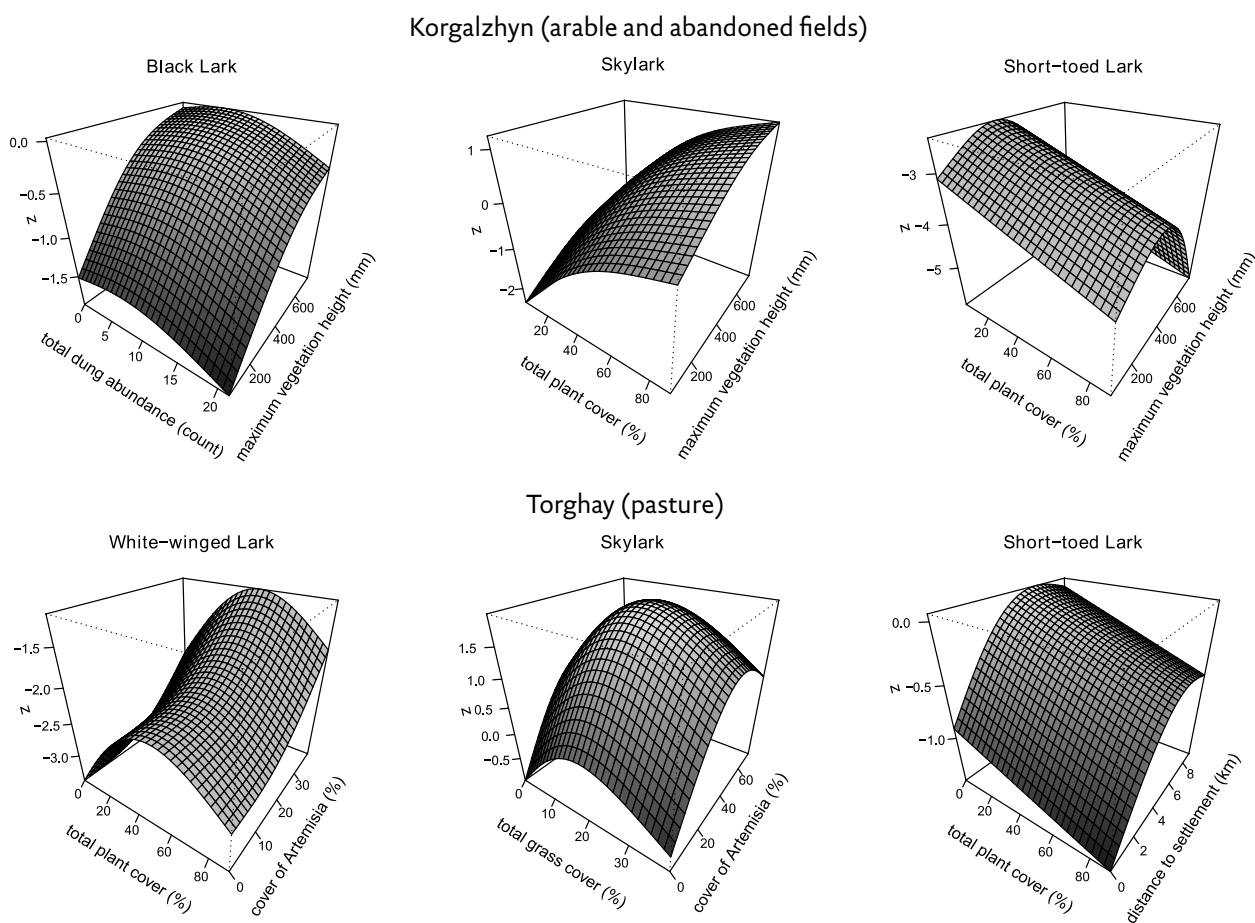 Korgalzhyn (arable and abandoned fields)
Black Lark
0.0
−0.5
−1.0
−1.5
z
0
5
10
15
20
total dung abundance (count)
200
400
600
maximum vegetation height (mm)
Skylark
1
0
−1
−2
z
20
40
60
80
total plant cover (%)
200
400
600
maximum vegetation height (mm)
Short−toed Lark
−3
−4
−5
z
20
40
60
80
total plant cover (%)
200
400
600
maximum vegetation height (mm)
Torghay (pasture)
White−winged Lark
−1.5
−2.0
−2.5
−3.0
z
0
20
40
60
80
total plant cover (%)
0
10
20
30
cover of Artemisia (%)
Skylark
1.5
1.0
0.5
0.0
−0.5
z
0
10
20
30
total grass cover (%)
0
20
40
60
cover of Artemisia (%)
Short−toed Lark
0.0
−0.5
−1.0
z
0
20
40
60
80
total plant cover (%)
0
2
4
6
8
distance to settlement (km)